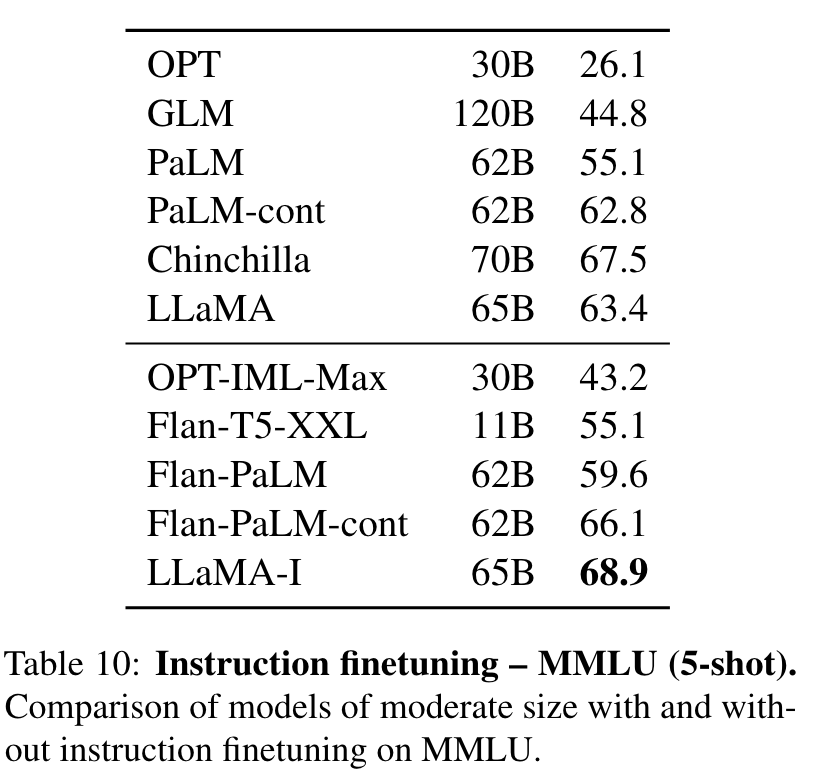 OPT 30B 26.1
GLM 120B 44.8
PaLM 62B 55.1
PaLM-cont 62B 62.8
Chinchilla 70B 67.5
LLaMA 65B 63.4
OPT-IML-Max 30B 43.2
Flan-T5-XXL 11B 55.1
Flan-PaLM 62B 59.6
Flan-PaLM-cont 62B 66.1
LLaMA-I 65B 68.9
Table 10: Instruction finetuning – MMLU (5-shot).
Comparison of models of moderate size with and with-
out instruction finetuning on MMLU.